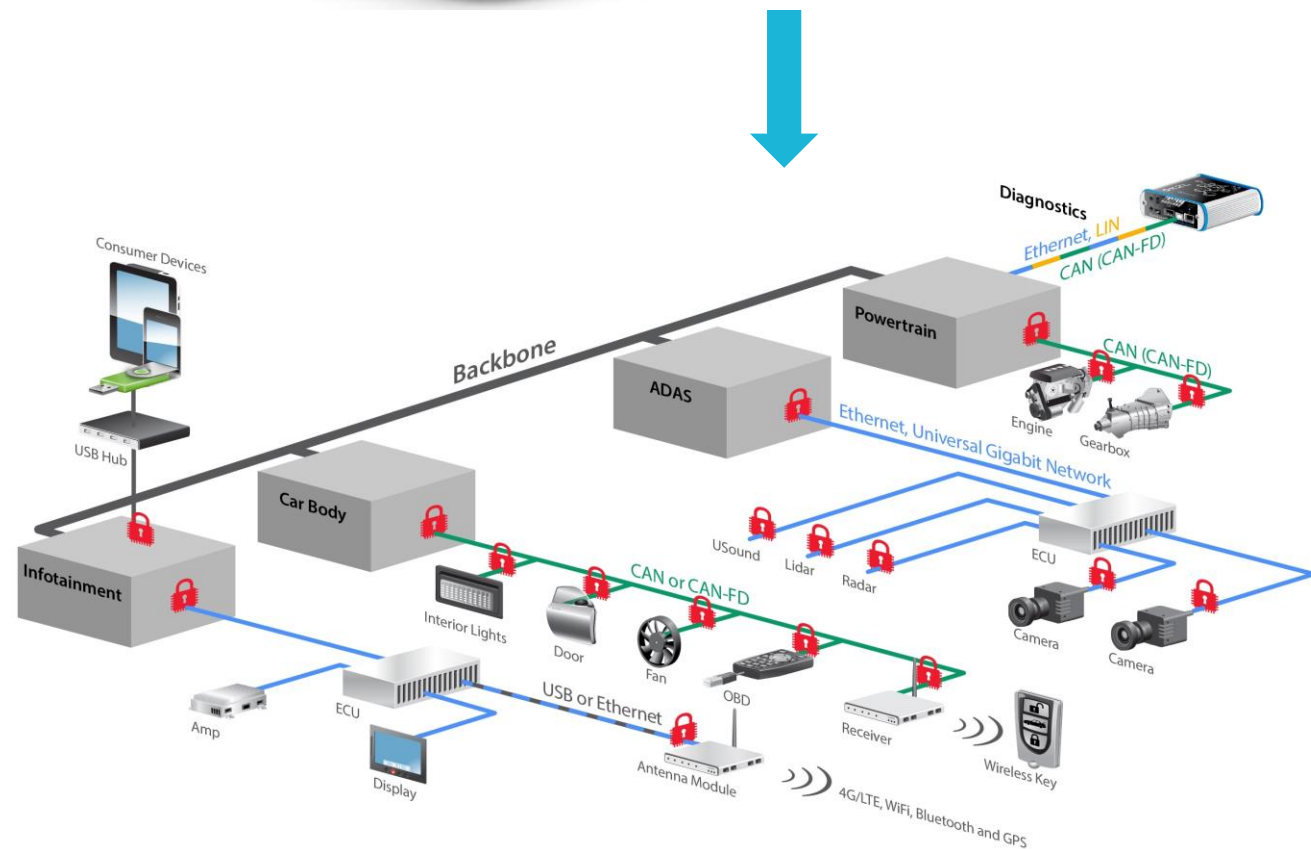 Diagnostics
Ethernet, LIN
CAN (CAN-FD)
Consumer Devices
USB Hub
Backbone
Powertrain
CAN (CAN-FD)
Engine
Gearbox
ADAS
Ethernet, Universal Gigabit Network
USound
Lidar
Radar
ECU
Camera
Camera
Car Body
CAN or CAN-FD
Interior Lights
Door
Fan
OBD
Receiver
Wireless Key
Infotainment
Amp
ECU
Display
USB or Ethernet
Antenna Module
4G/LTE, WiFi, Bluetooth and GPS